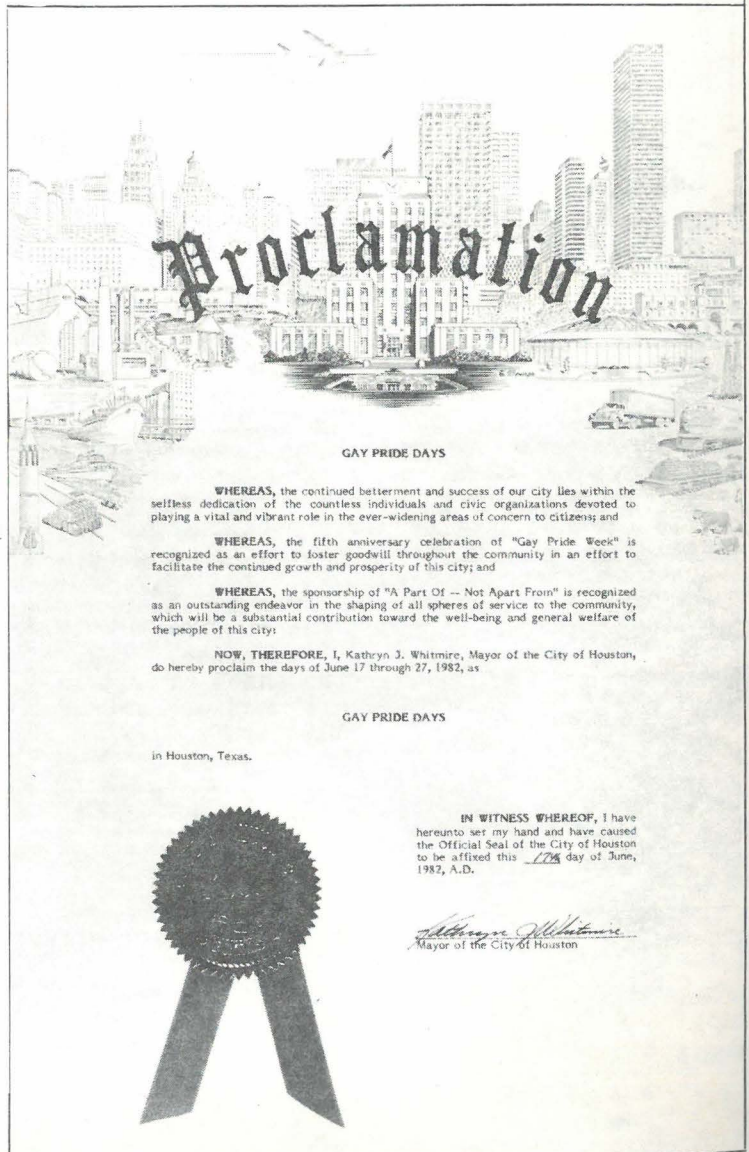 Proclamation
GAY PRIDE DAYS
WHEREAS, the continued betterment and success of our city lies within the
selfless dedication of the countless individuals and civic organizations devoted to
playing a vital and vibrant role in the ever-widening areas of concern to citizens; and
WHEREAS, the fifth anniversary celebration of "Gay Pride Week" is
recognized as an effort to foster goodwill throughout the community in an effort to
facilitate the continued growth and prosperity of this city; and
WHEREAS, the sponsorship of "A Part Of -- Not Apart From" is recognized
as an outstanding endeavor in the shaping of all spheres of service to the community,
which will be a substantial contribution toward the well-being and general welfare of
the people of this city:
NOW, THEREFORE, I, Kathryn J. Whitmire, Mayor of the City of Houston,
do hereby proclaim the days of June 17 through 27, 1982, as
GAY PRIDE DAYS
in Houston, Texas.
IN WITNESS WHEREOF, I have
hereunto set my hand and have caused
the Official Seal of the City of Houston
to be affixed this 17th day of June,
1982, A.D.
Kathryn J Whitmire
Mayor of the City of Houston